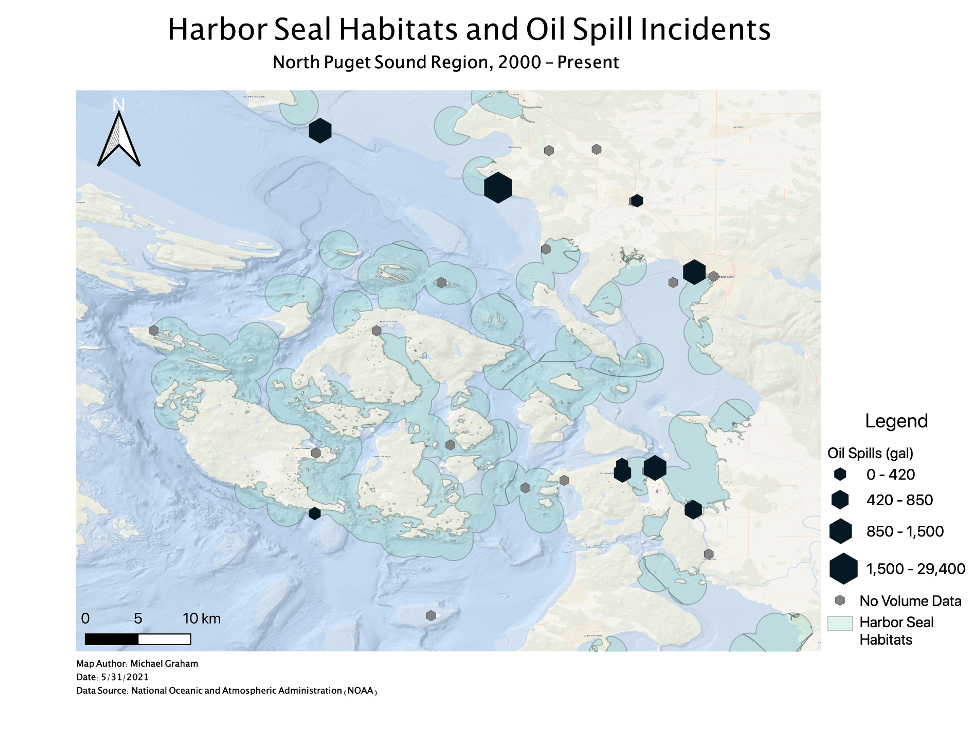 Harbor Seal Habitats and Oil Spill Incidents
North Puget Sound Region, 2000 - Present
N
Legend
Oil Spills (gal)
0 - 420
420 - 850
850 - 1,500
1,500 - 29,400
No Volume Data
Harbor Seal
Habitats
0 5 10 km
Map Author: Michael Graham
Date: 5/31/2021
Data Source: National Oceanic and Atmospheric Administration (NOAA)